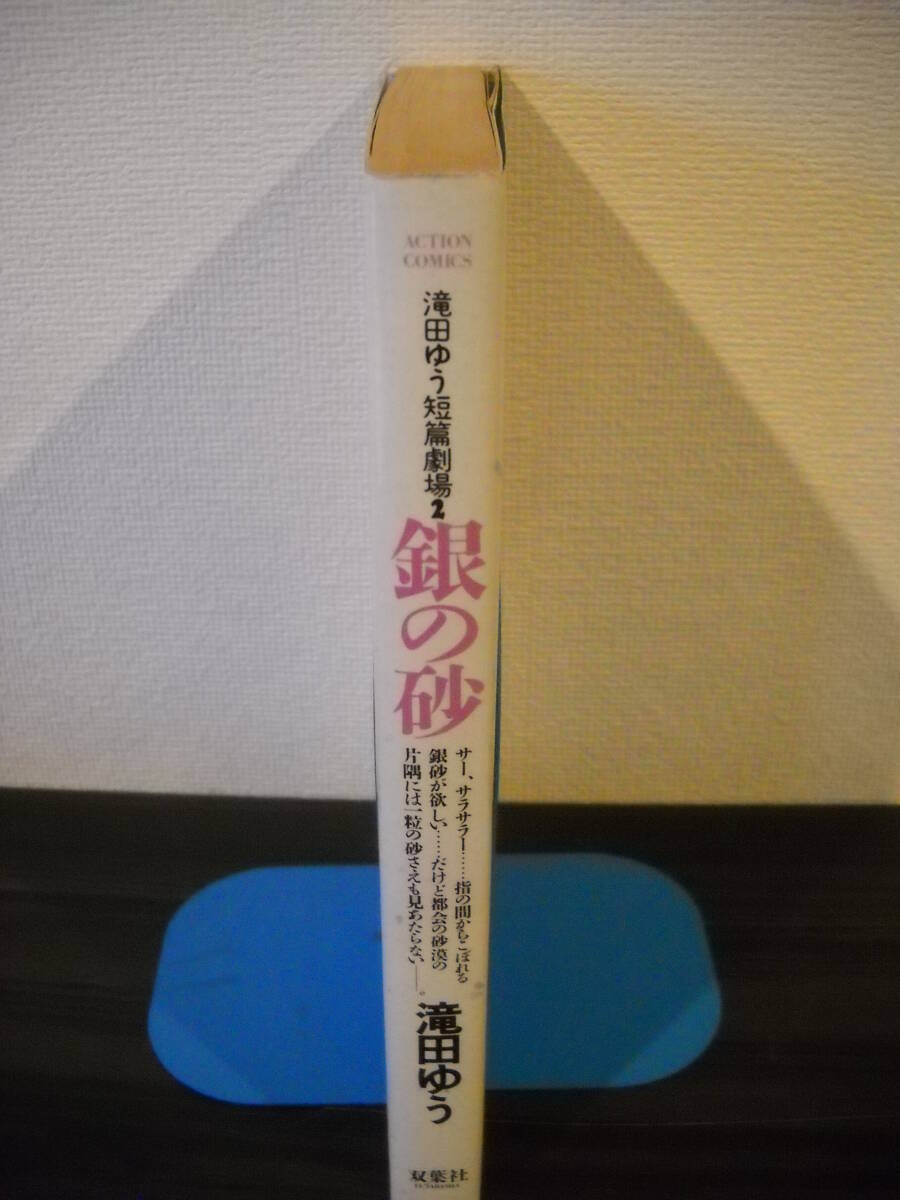 ACTION
COMICS
滝田ゆう短篇劇場2
銀の砂
サー、サラサラー……指の間からこぼれる
銀砂が欲しい……だけど都会の砂漠の
片隅には一粒の砂さえも見あたらない――。
滝田ゆう
双葉社
FUTABASHA